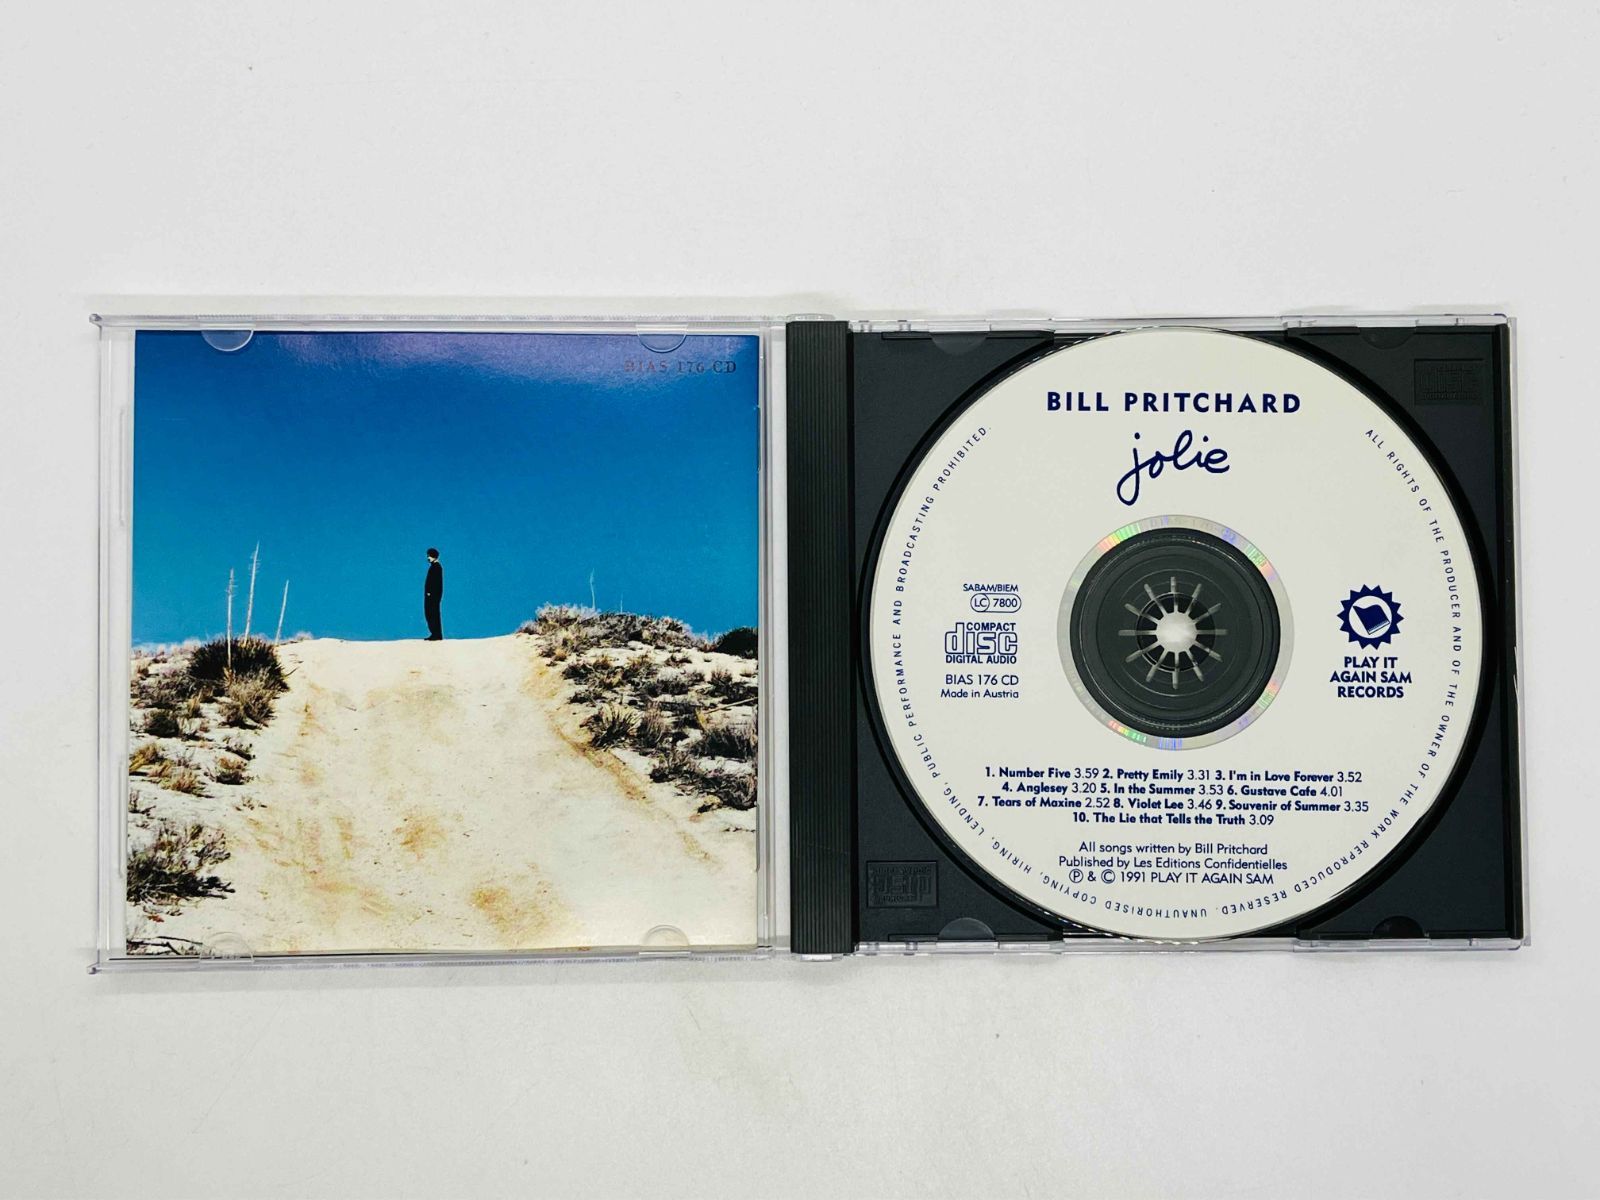 BIAS 176 CD
BILL PRITCHARD
jolie
SABAM/BIEM
LC 7800
COMPACT
disc
DIGITAL AUDIO
BIAS 176 CD
Made in Austria
PLAY IT
AGAIN SAM
RECORDS
1. Number Five 3.59 2. Pretty Emily 3.31 3. I'm in Love Forever 3.52
4. Anglesey 3.20 5. In the Summer 3.53 6. Gustave Cafe 4.01
7. Tears of Maxine 2.52 8. Violet Lee 3.46 9. Souvenir of Summer 3.35
10. The Lie that Tells the Truth 3.09
All songs written by Bill Pritchard
Published by Les Editions Confidentielles
Ⓟ & © 1991 PLAY IT AGAIN SAM
ALL RIGHTS OF THE PRODUCER AND OF THE OWNER OF THE WORK REPRODUCED RESERVED. UNAUTHORISED COPYING, HIRING, LENDING, PUBLIC PERFORMANCE AND BROADCASTING PROHIBITED.